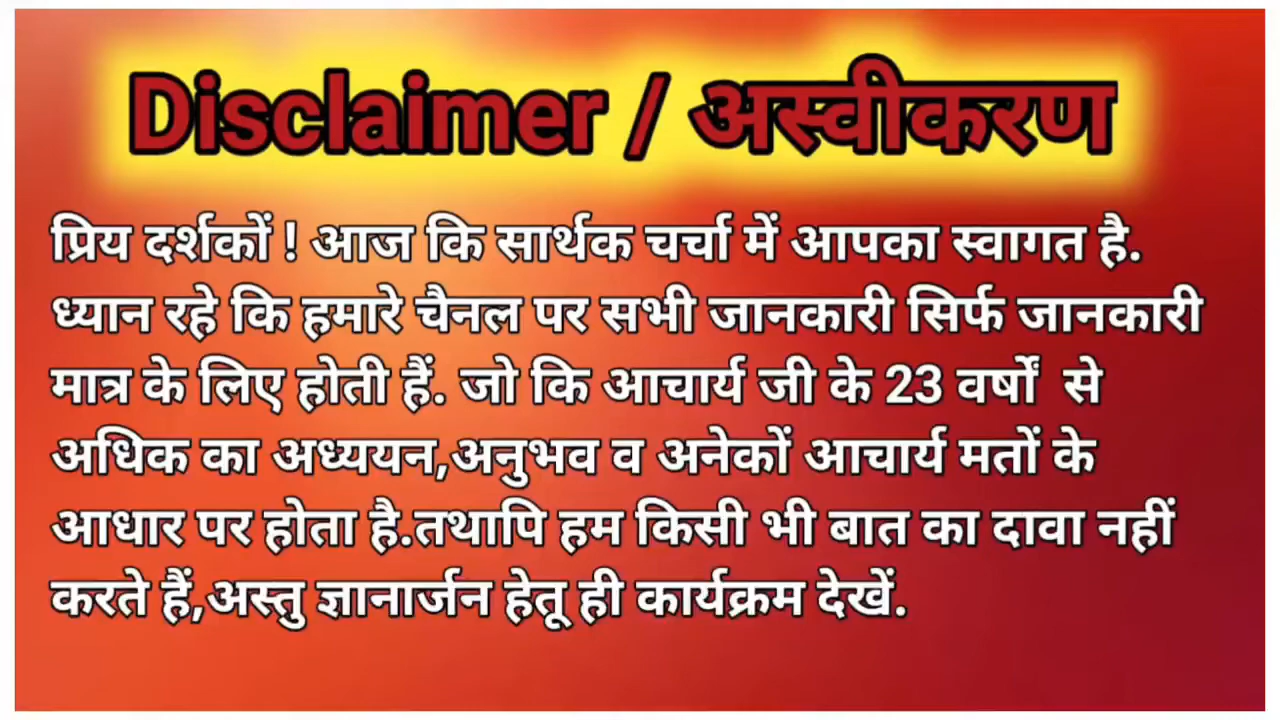 Disclaimer / अस्वीकरण
प्रिय दर्शकों ! आज कि सार्थक चर्चा में आपका स्वागत है.
ध्यान रहे कि हमारे चैनल पर सभी जानकारी सिर्फ जानकारी
मात्र के लिए होती हैं. जो कि आचार्य जी के 23 वर्षों से
अधिक का अध्ययन,अनुभव व अनेकों आचार्य मतों के
आधार पर होता है.तथापि हम किसी भी बात का दावा नहीं
करते हैं,अस्तु ज्ञानार्जन हेतू ही कार्यक्रम देखें.